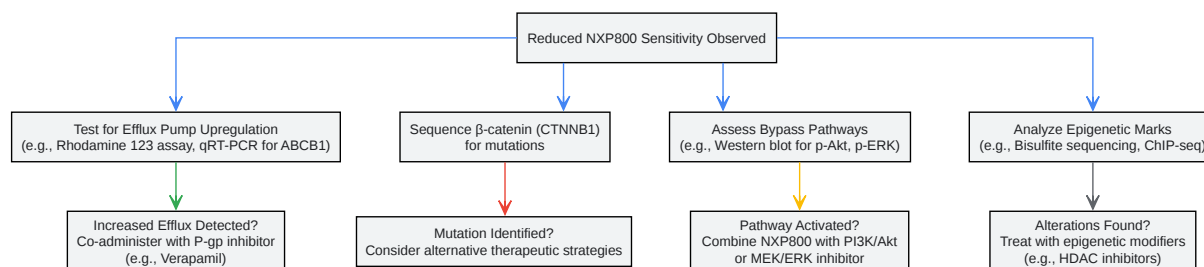 Reduced NXP800 Sensitivity Observed
Test for Efflux Pump Upregulation
(e.g., Rhodamine 123 assay, qRT-PCR for ABCB1)
Sequence β-catenin (CTNNB1)
for mutations
Assess Bypass Pathways
(e.g., Western blot for p-Akt, p-ERK)
Analyze Epigenetic Marks
(e.g., Bisulfite sequencing, ChIP-seq)
Increased Efflux Detected?
Co-administer with P-gp inhibitor
(e.g., Verapamil)
Mutation Identified?
Consider alternative therapeutic strategies
Pathway Activated?
Combine NXP800 with PI3K/Akt
or MEK/ERK inhibitor
Alterations Found?
Treat with epigenetic modifiers
(e.g., HDAC inhibitors)